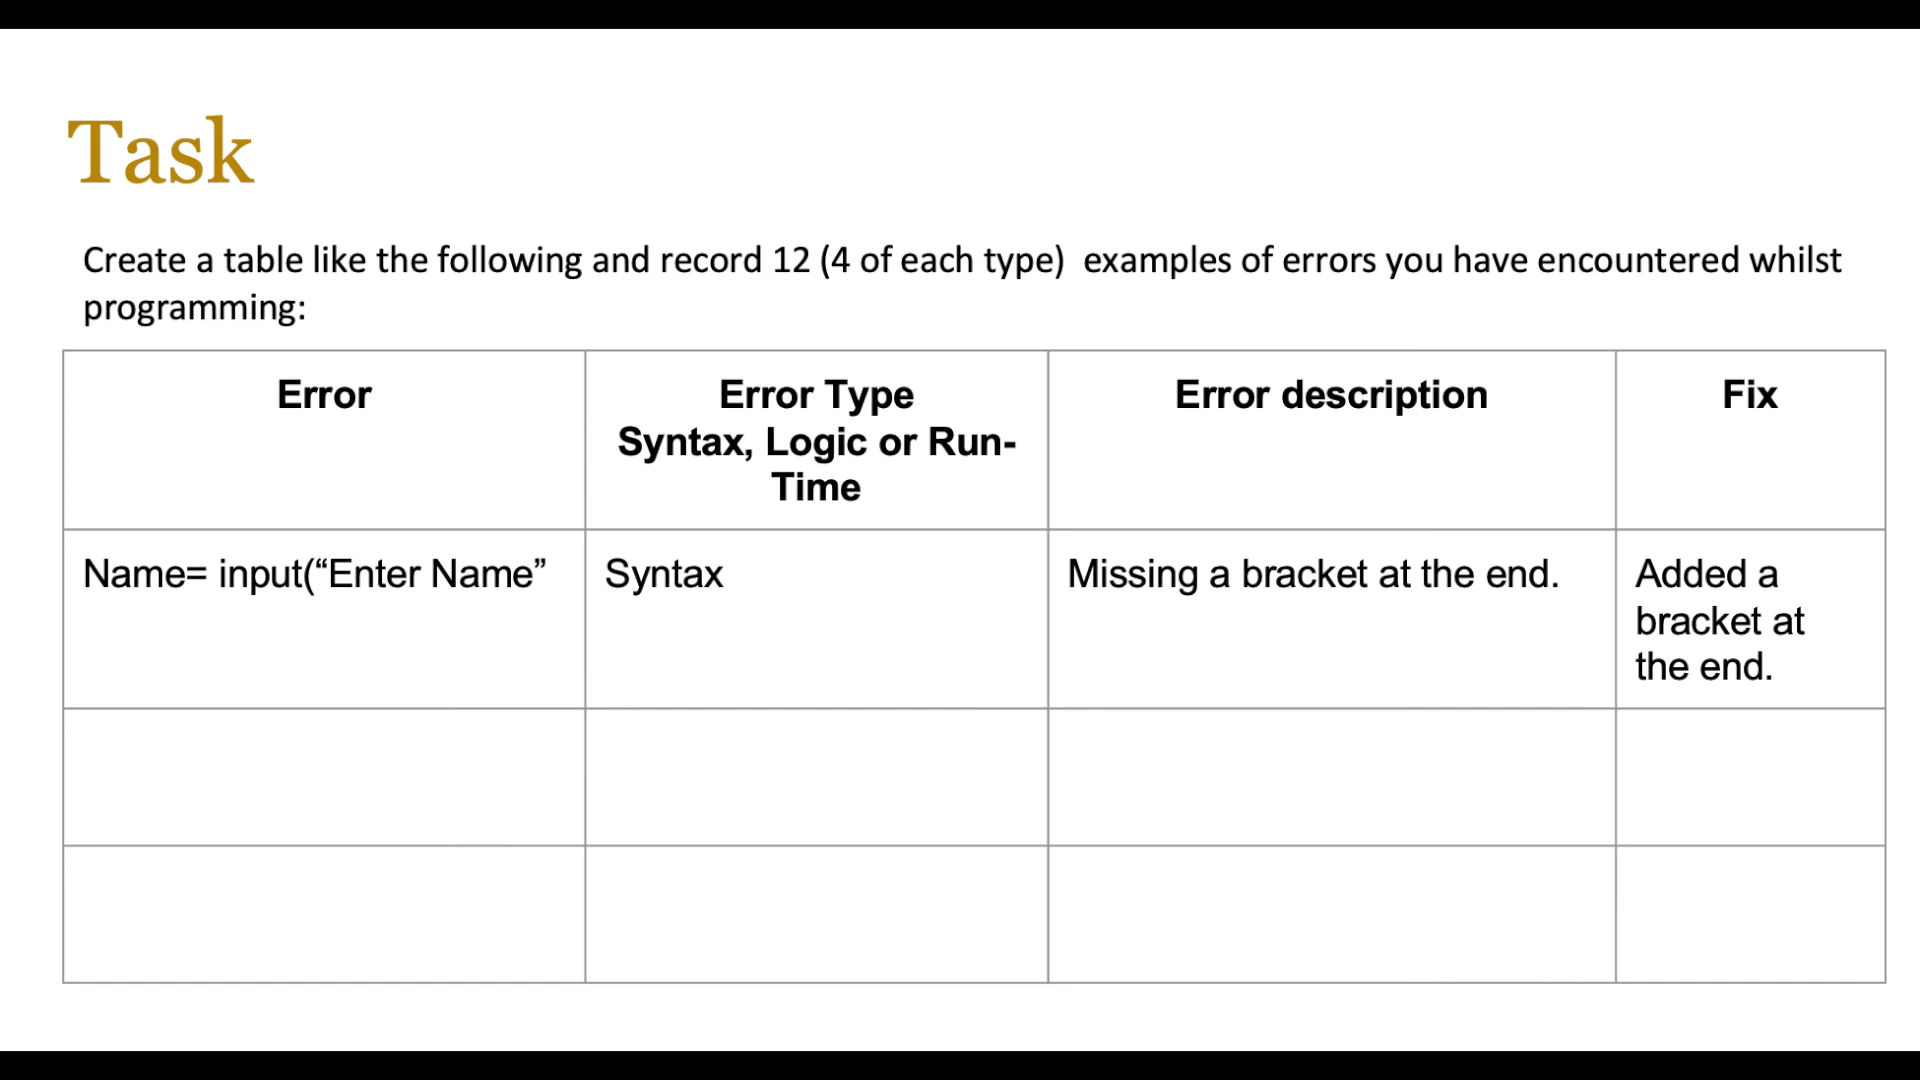 Task
Create a table like the following and record 12 (4 of each type)  examples of errors you have encountered whilst
programming:
Error
Error Type
Syntax, Logic or Run-
Time
Error description
Fix
Name= input(“Enter Name”
Syntax
Missing a bracket at the end.
Added a
bracket at
the end.